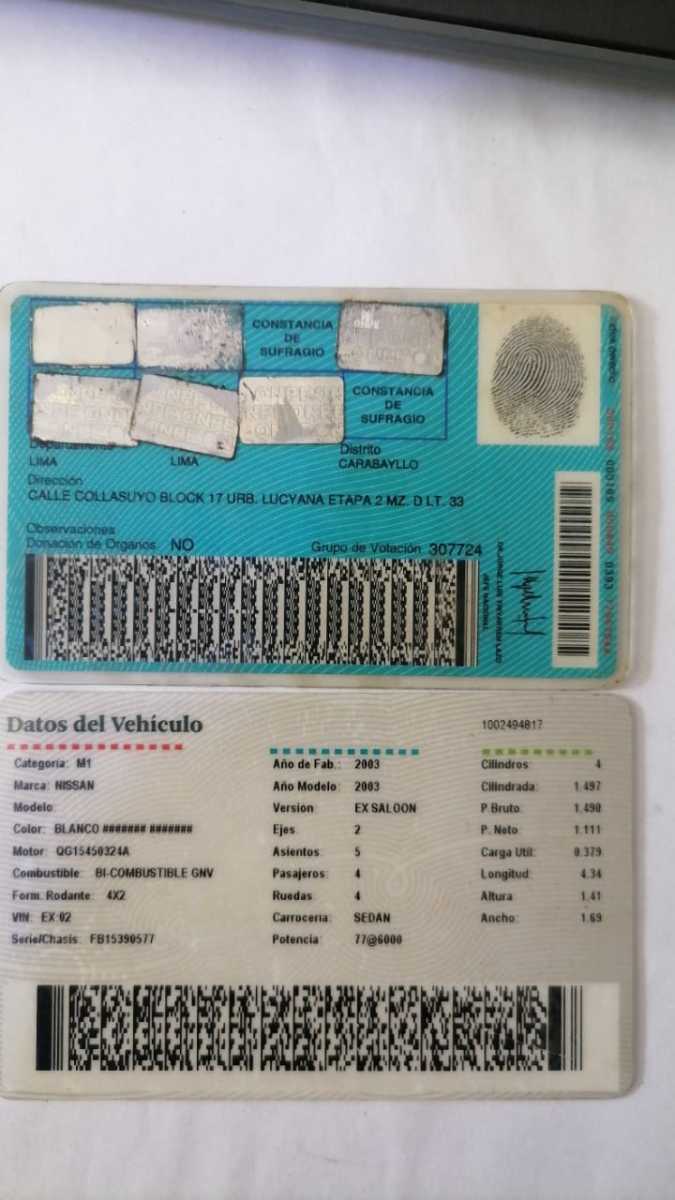 CONSTANCIA
DE
SUFRAGIO
CONSTANCIA
DE
SUFRAGIO
Departamento
LIMA
LIMA
Distrito
CARABAYLLO
Dirección
CALLE COLLASUYO BLOCK 17 URB. LUCYANA ETAPA 2 MZ. D LT. 33
Observaciones
Donación de Organos NO
Grupo de Votación 307724
JEFE NACIONAL
Datos del Vehículo
1002494817
Categoria: M1
Marca: NISSAN
Modelo:
Color: BLANCO ####### #######
Motor: QG15450324A
Combustible: BI-COMBUSTIBLE GNV
Form. Rodante: 4X2
VIN: EX 02
Serie/Chasis: FB15390577
Año de Fab.: 2003
Año Modelo: 2003
Version: EX SALOON
Ejes: 2
Asientos: 5
Pasajeros: 4
Ruedas: 4
Carroceria: SEDAN
Potencia: 77@6000
Cilindros: 4
Cilindrada: 1.497
P.Bruto: 1.490
P. Neto: 1.111
Carga Util: 0.379
Longitud: 4.34
Altura: 1.41
Ancho: 1.69